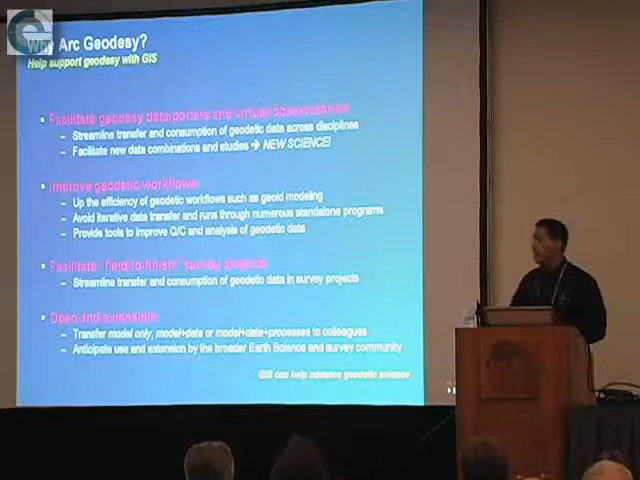 Why Arc Geodesy?
Help support geodesy with GIS
• Facilitate geodesy data portals and virtual observatories
– Streamline transfer and consumption of geodetic data across disciplines
– Facilitate new data combinations and studies → NEW SCIENCE!
• Improve geodetic workflows
– Up the efficiency of geodetic workflows such as geoid modeling
– Avoid iterative data transfer and runs through numerous standalone programs
– Provide tools to improve Q/C and analysis of geodetic data
• Facilitate "field-to-finish" survey projects
– Streamline transfer and consumption of geodetic data in survey projects
• Open and extensible
– Transfer model only, model+data or model+data+processes to colleagues
– Anticipate use and extension by the broader Earth Science and survey community
GIS can help advance geodetic science